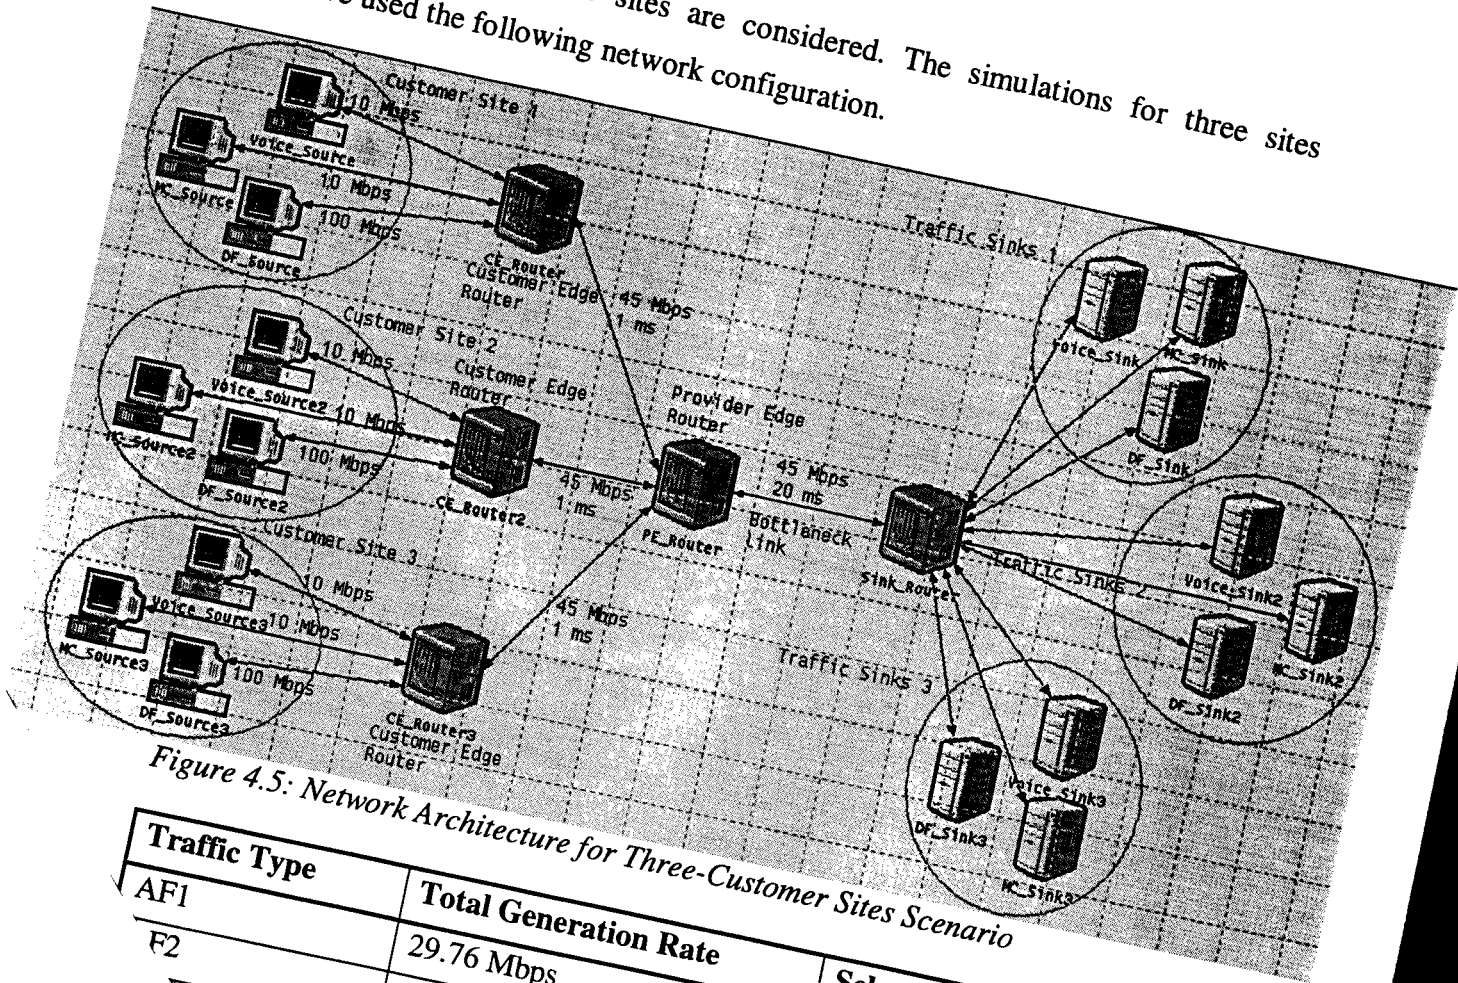 sites are considered. The simulations for three sites
used the following network configuration.
Customer Site 1
10 Mbps
Voice_Source
10 Mbps
MC_Source
100 Mbps
DF_Source
CE_Router
Customer Edge
Router
45 Mbps
1 ms
Traffic Sinks 1
Voice_Sink
MC_Sink
DF_Sink
Customer Site 2
10 Mbps
Voice_Source2
10 Mbps
MC_Source2
100 Mbps
DF_Source2
Customer Edge
Router
CE_Router2
45 Mbps
1 ms
Provider Edge
Router
PE_Router
45 Mbps
20 ms
Bottleneck
Link
Sink_Router
Traffic Sinks 2
Voice_Sink2
MC_Sink2
DF_Sink2
Customer Site 3
10 Mbps
Voice_Source3
10 Mbps
MC_Source3
100 Mbps
DF_Source3
CE_Router3
Customer Edge
Router
45 Mbps
1 ms
Traffic Sinks 3
Voice_Sink3
DF_Sink3
MC_Sink3
Figure 4.5: Network Architecture for Three-Customer Sites Scenario
Traffic Type
Total Generation Rate
AF1
29.76 Mbps
F2